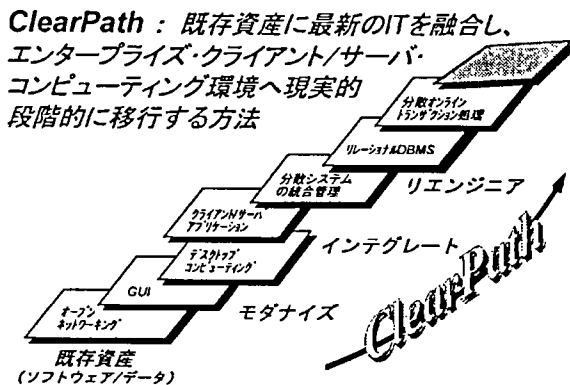 ClearPath : 既存資産に最新のITを融合し、
エンタープライズ・クライアント/サーバ・
コンピューティング環境へ現実的
段階的に移行する方法
分散オンライン
トランザクション処理
リレーショナルDBMS
リエンジニア
分散システム
の統合管理
クライアント/サーバ
アプリケーション
インテグレート
デスクトップ
コンピューティング
GUI
モダナイズ
オープン
ネットワーキング
既存資産
(ソフトウェア/データ)
ClearPath